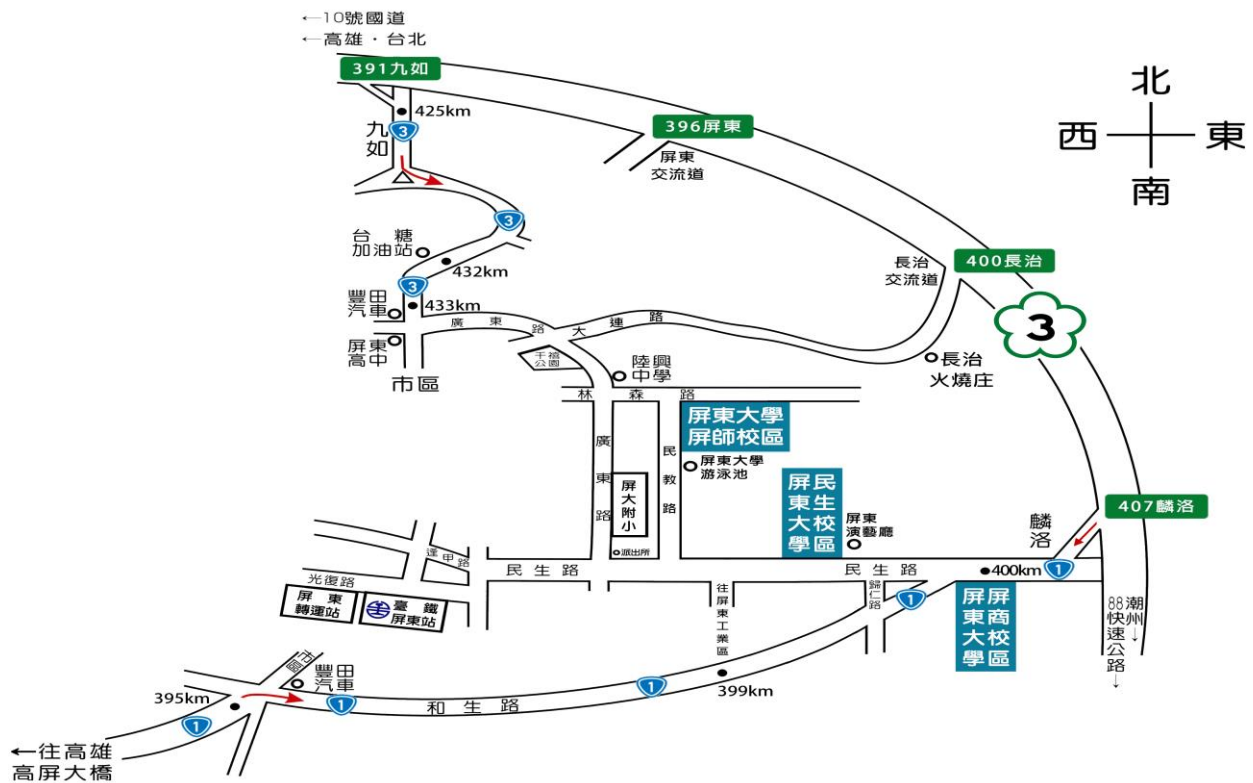 ←10號國道
←高雄．台北
391九如
北
西
東
南
425km
3
九如
396屏東
屏東
交流道
3
台糖
加油站
432km
長治
交流道
400長治
3
433km
豐田
汽車
廣東路
大連路
3
屏東
高中
千禧
公園
陸興
中學
長治
火燒庄
市區
林森路
屏東大學
屏師校區
廣東路
民教路
屏東大學
游泳池
屏大附小
屏東大學
民生校區
屏東
演藝廳
407麟洛
麟洛
派出所
逢甲路
民生路
民生路
400km
1
光復路
屏東
轉運站
臺鐵
屏東站
往屏東工業區
歸仁路
1
屏東大學
屏商校區
潮州↓
88快速公路↓
市區
豐田
汽車
395km
1
和生路
1
399km
1
←往高雄
高屏大橋